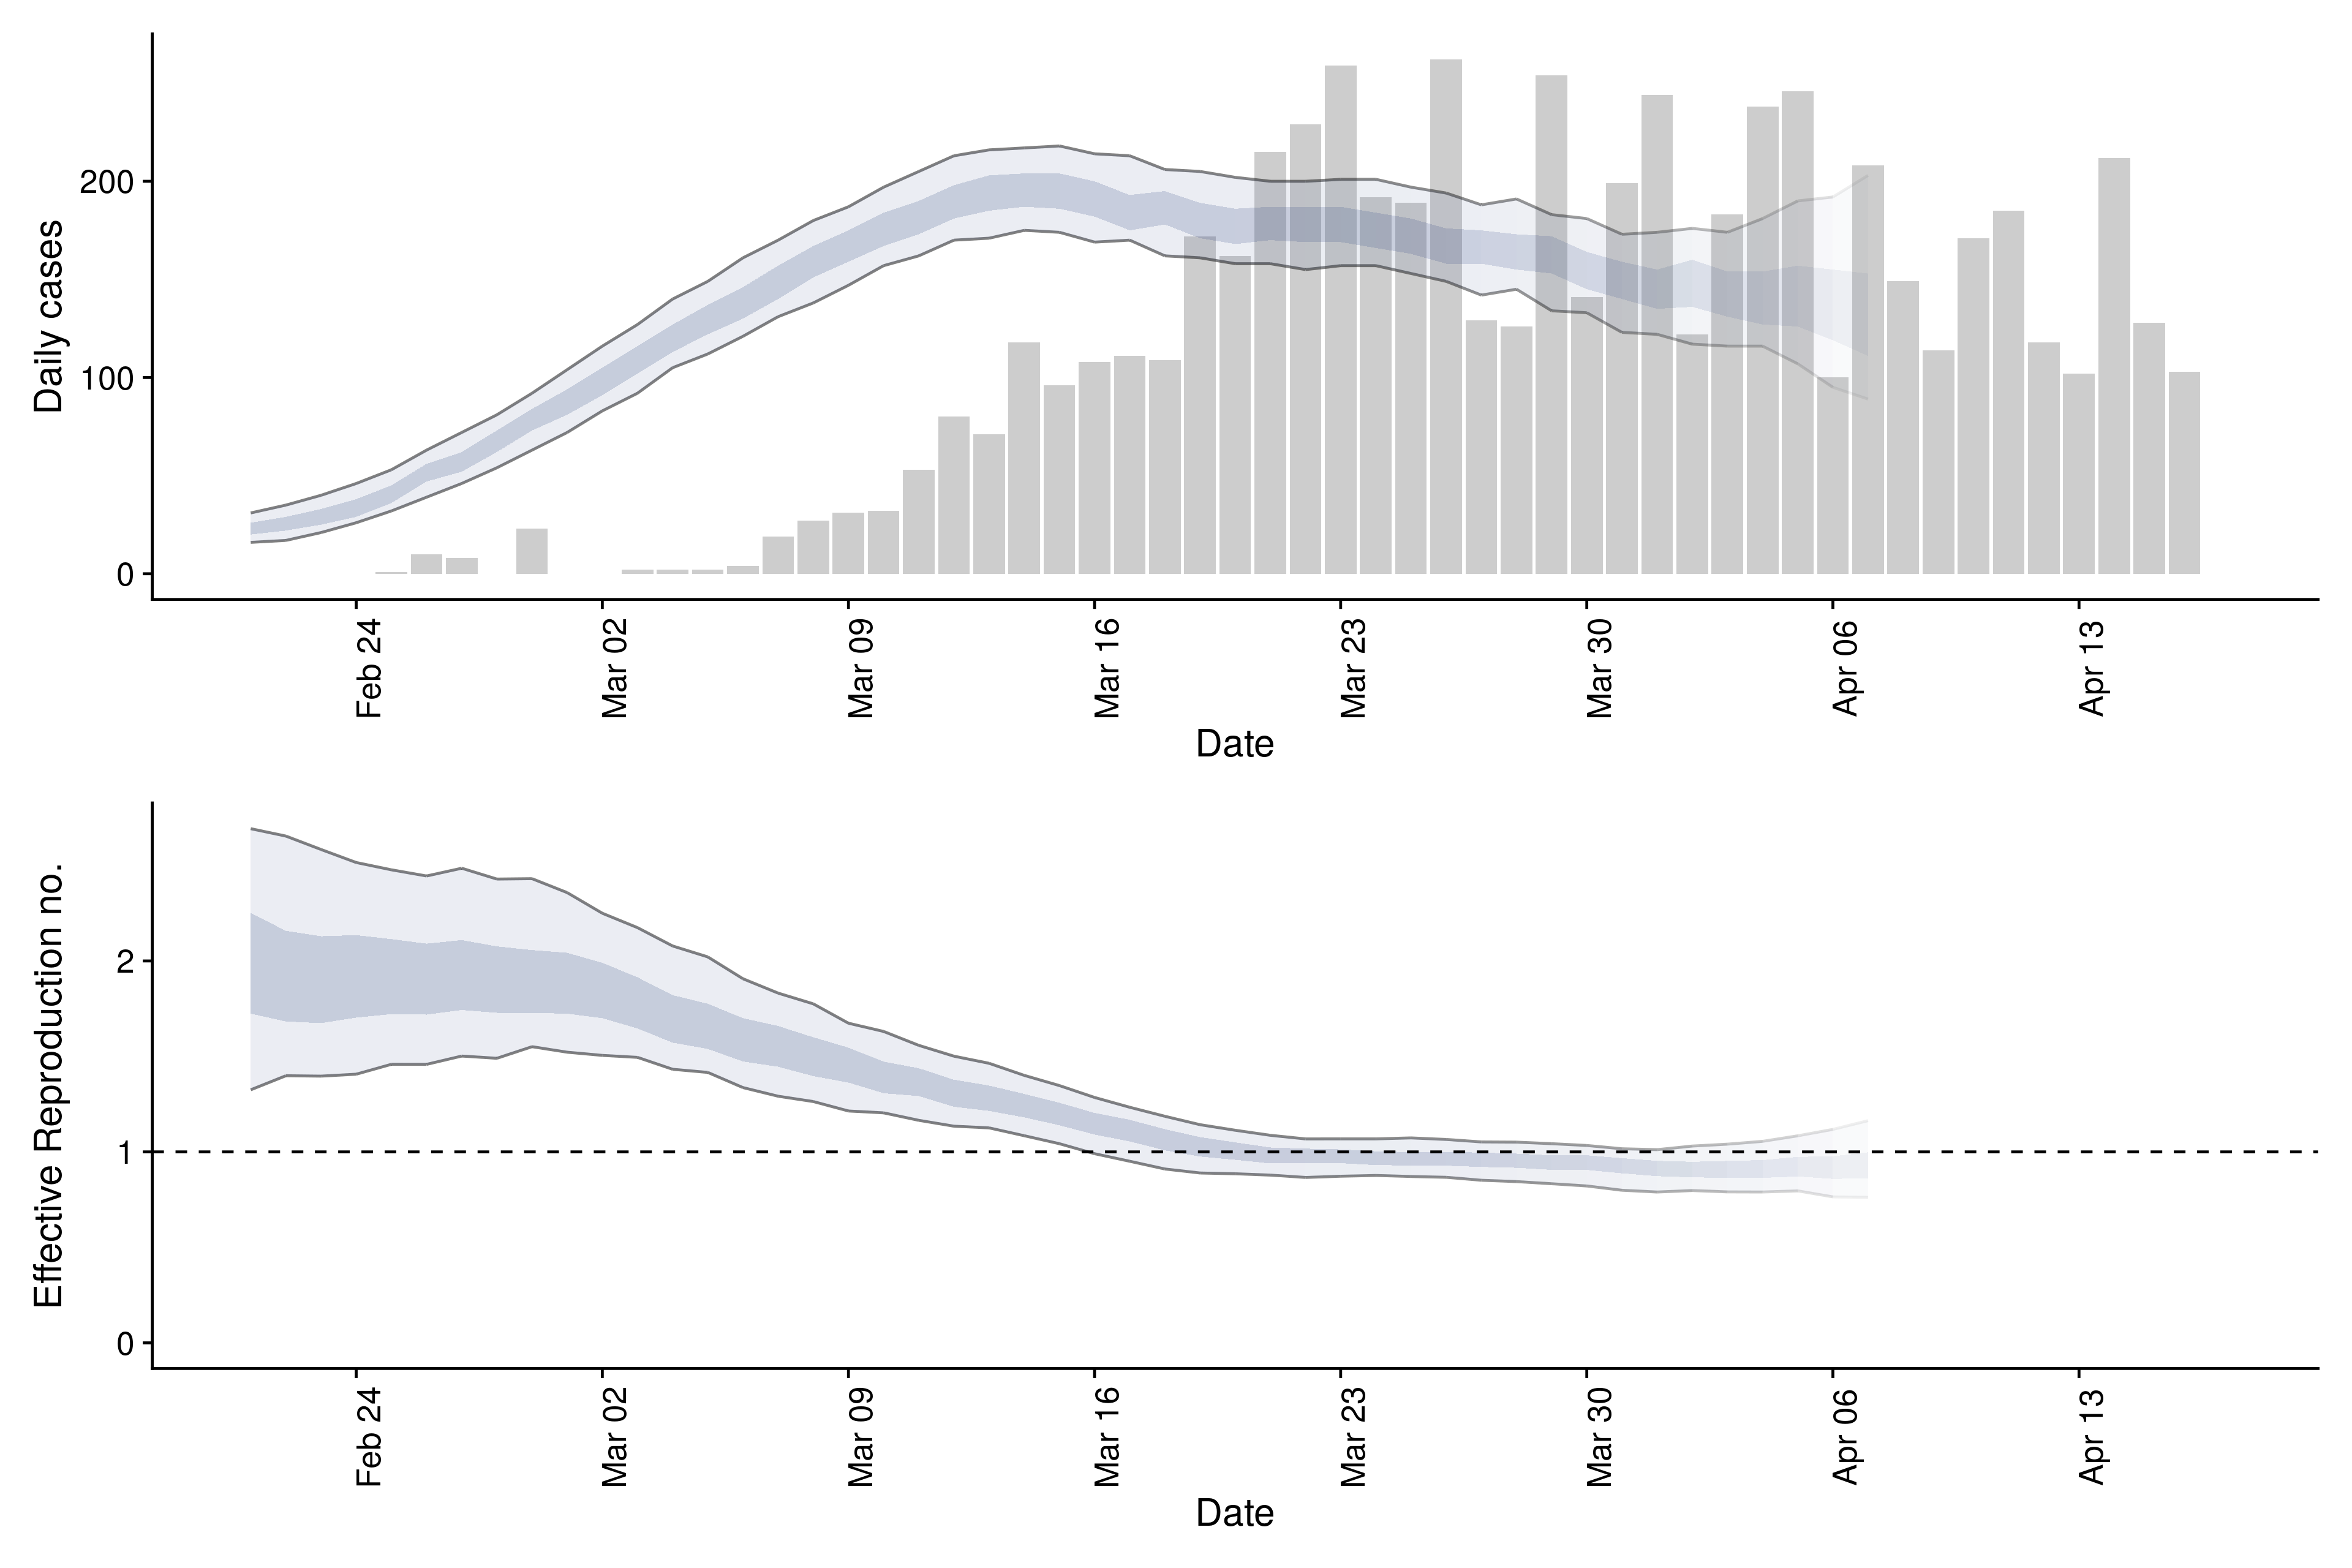 Daily cases
200
100
0
Feb 24
Mar 02
Mar 09
Mar 16
Mar 23
Mar 30
Apr 06
Apr 13
Date
Effective Reproduction no.
2
1
0
Feb 24
Mar 02
Mar 09
Mar 16
Mar 23
Mar 30
Apr 06
Apr 13
Date